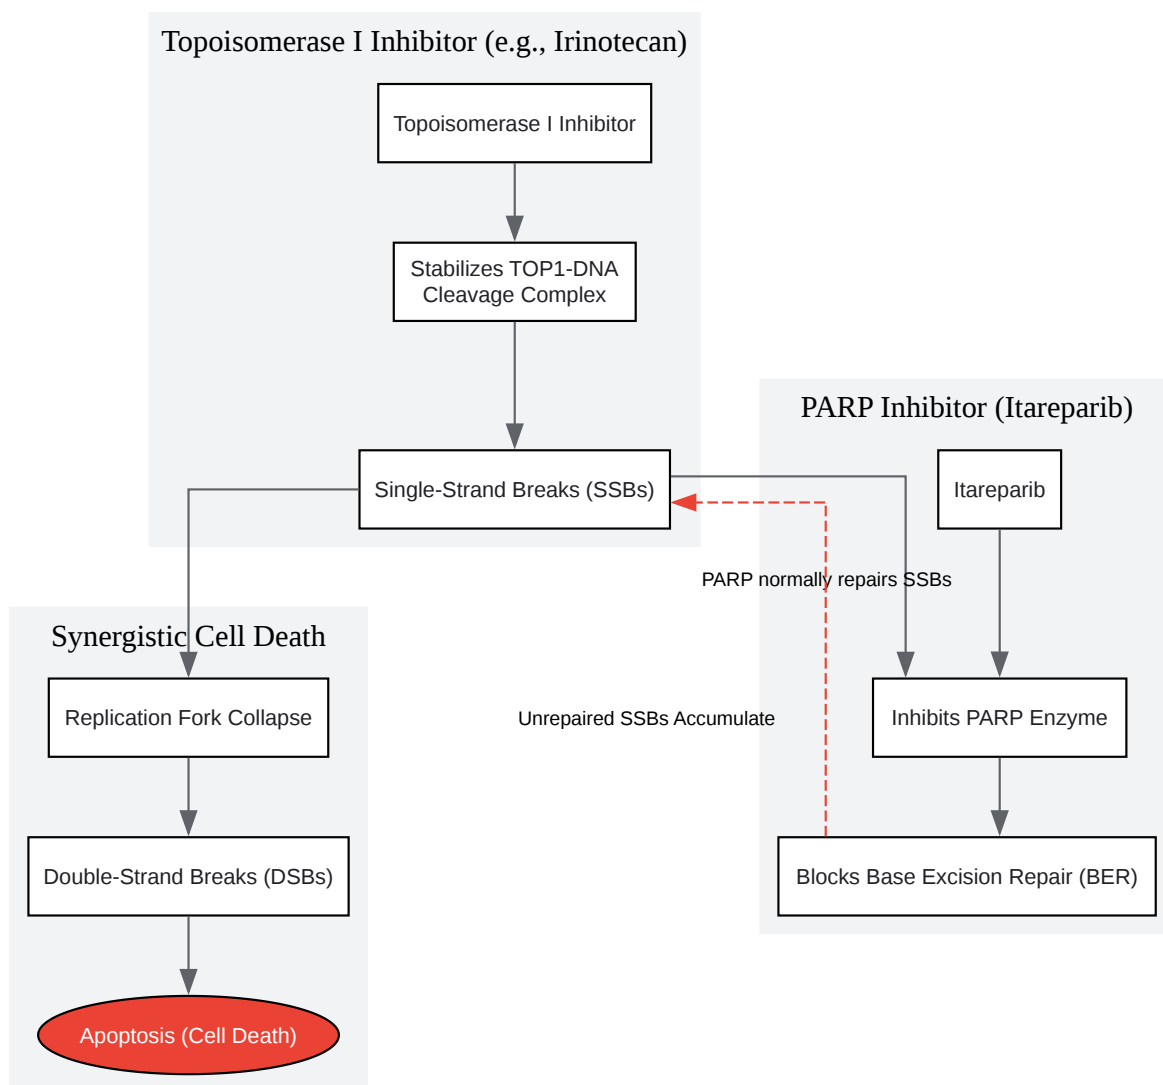 Topoisomerase I Inhibitor (e.g., Irinotecan)
Topoisomerase I Inhibitor
Stabilizes TOP1-DNA
Cleavage Complex
Single-Strand Breaks (SSBs)
PARP Inhibitor (Itareparib)
Itareparib
PARP normally repairs SSBs
Inhibits PARP Enzyme
Unrepaired SSBs Accumulate
Blocks Base Excision Repair (BER)
Synergistic Cell Death
Replication Fork Collapse
Double-Strand Breaks (DSBs)
Apoptosis (Cell Death)